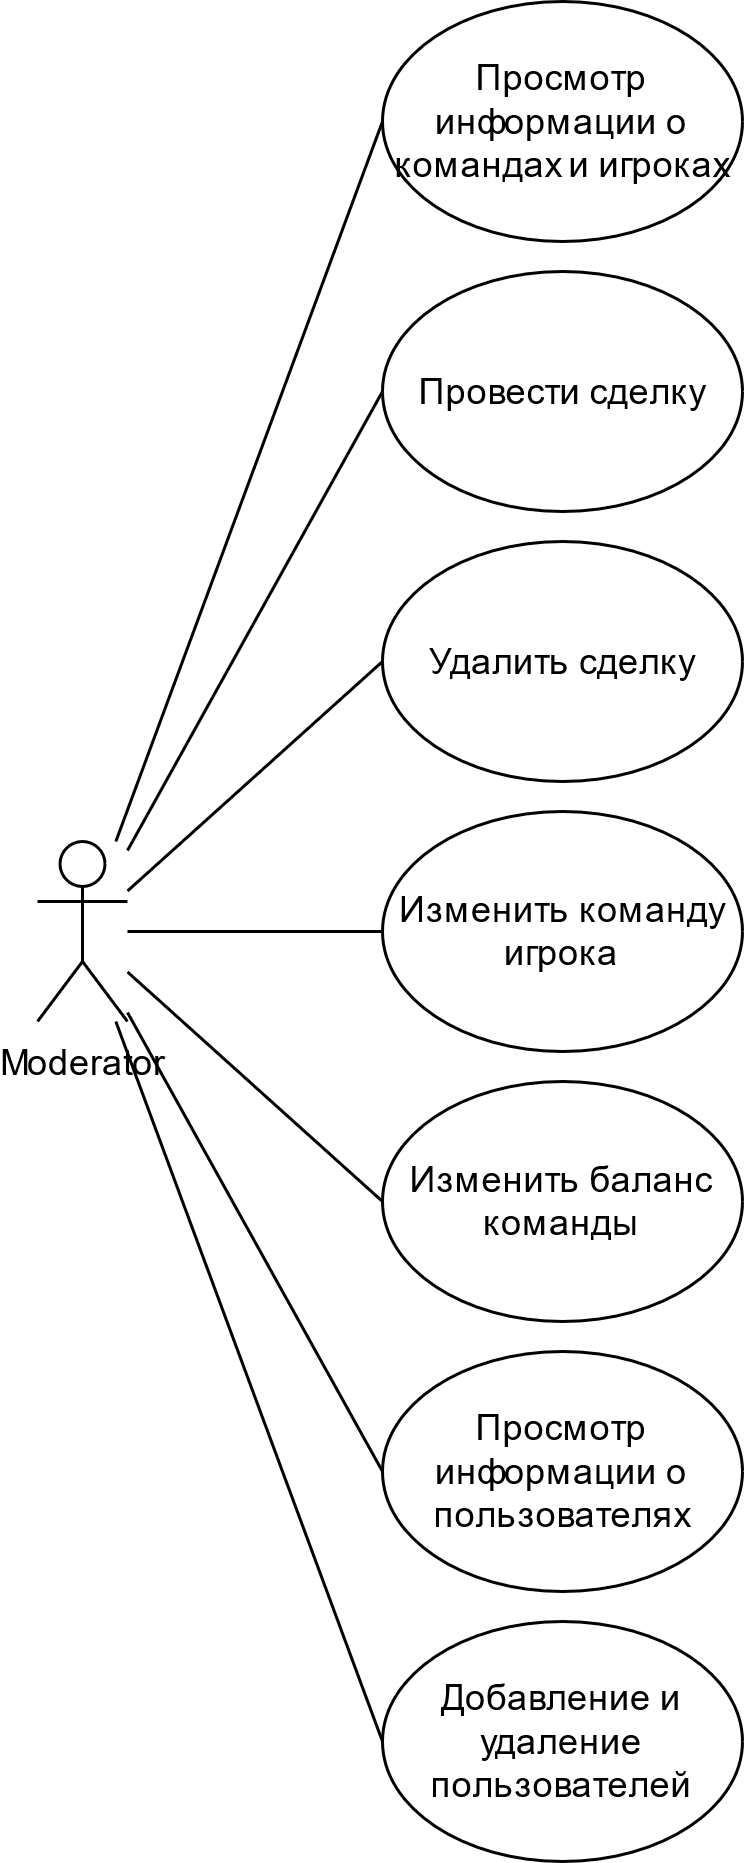 Просмотр
информации о
командах и игроках
Провести сделку
Удалить сделку
Изменить команду
игрока
Moderator
Изменить баланс
команды
Просмотр
информации о
пользователях
Добавление и
удаление
пользователей